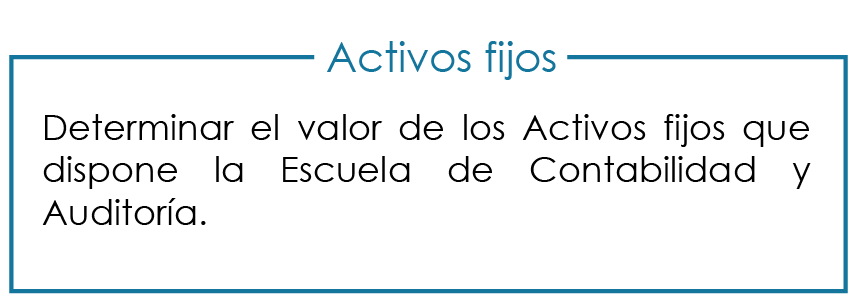 Activos fijos
Determinar el valor de los Activos fijos que
dispone la Escuela de Contabilidad y
Auditoría.